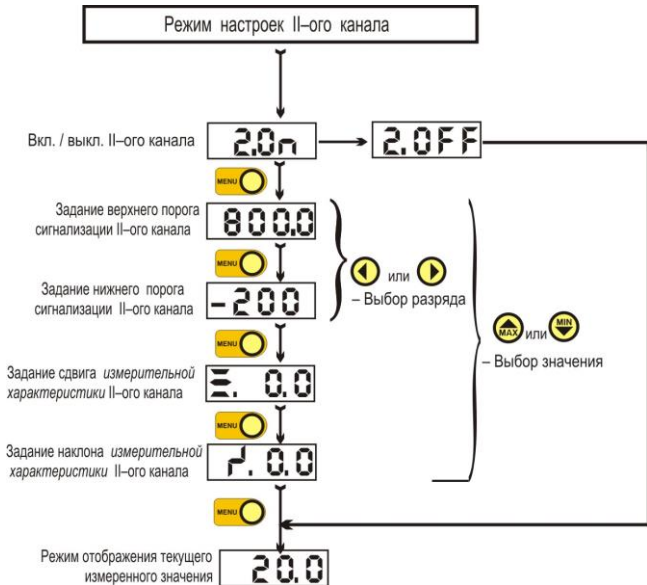 Режим настроек II–ого канала
Вкл. / выкл. II–ого канала
2.0n
2.0FF
MENU
Задание верхнего порога
сигнализации II–ого канала
800.0
MENU
Задание нижнего порога
сигнализации II–ого канала
-200
или
– Выбор разряда
MAX или MIN
– Выбор значения
MENU
Задание сдвига измерительной
характеристики II–ого канала
0.0
MENU
Задание наклона измерительной
характеристики II–ого канала
0.0
MENU
Режим отображения текущего
измеренного значения
20.0